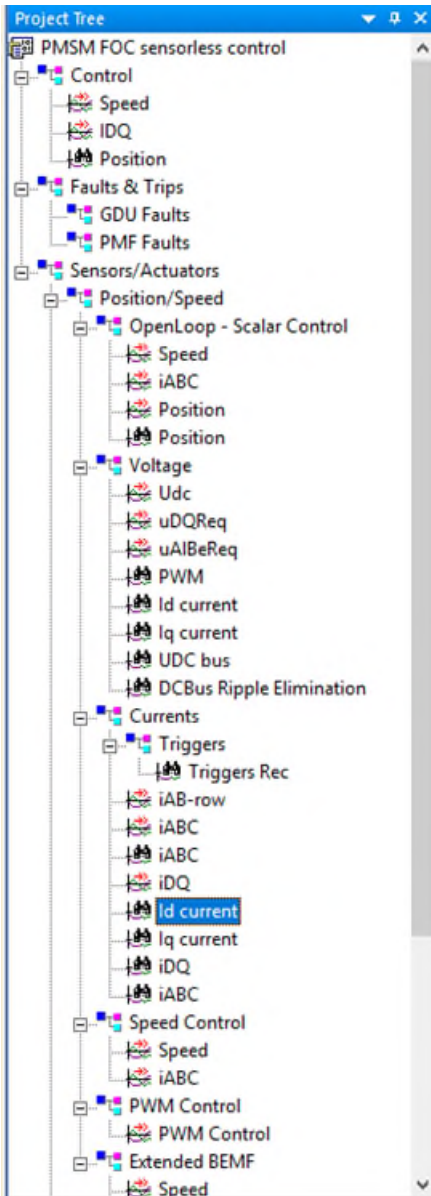 Project Tree
PMSM FOC sensorless control
Control
Speed
IDQ
Position
Faults & Trips
GDU Faults
PMF Faults
Sensors/Actuators
Position/Speed
OpenLoop - Scalar Control
Speed
iABC
Position
Position
Voltage
Udc
uDQReq
uAlBeReq
PWM
Id current
Iq current
UDC bus
DCBus Ripple Elimination
Currents
Triggers
Triggers Rec
iAB-row
iABC
iABC
iDQ
Id current
Iq current
iDQ
iABC
Speed Control
Speed
iABC
PWM Control
PWM Control
Extended BEMF
Speed